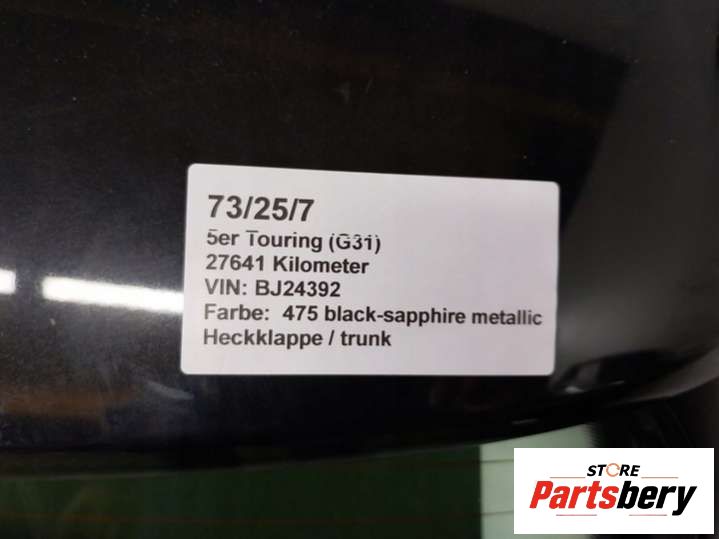 73/25/7
5er Touring (G31)
27641 Kilometer
VIN: BJ24392
Farbe: 475 black-sapphire metallic
Heckklappe / trunk
STORE
Partsbery